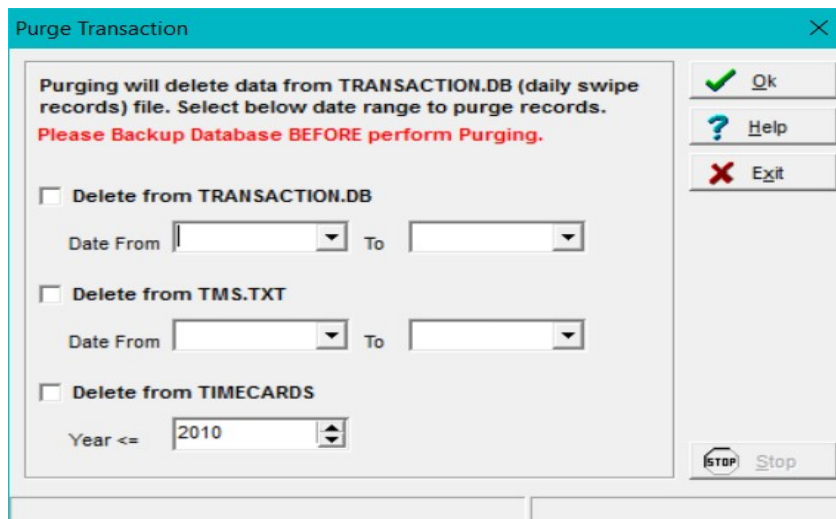 Purge Transaction
Purging will delete data from TRANSACTION.DB (daily swipe
records) file. Select below date range to purge records.
Please Backup Database BEFORE perform Purging.
Delete from TRANSACTION.DB
Date From To
Delete from TMS.TXT
Date From To
Delete from TIMECARDS
Year <= 2010
Ok
Help
Exit
STOP Stop